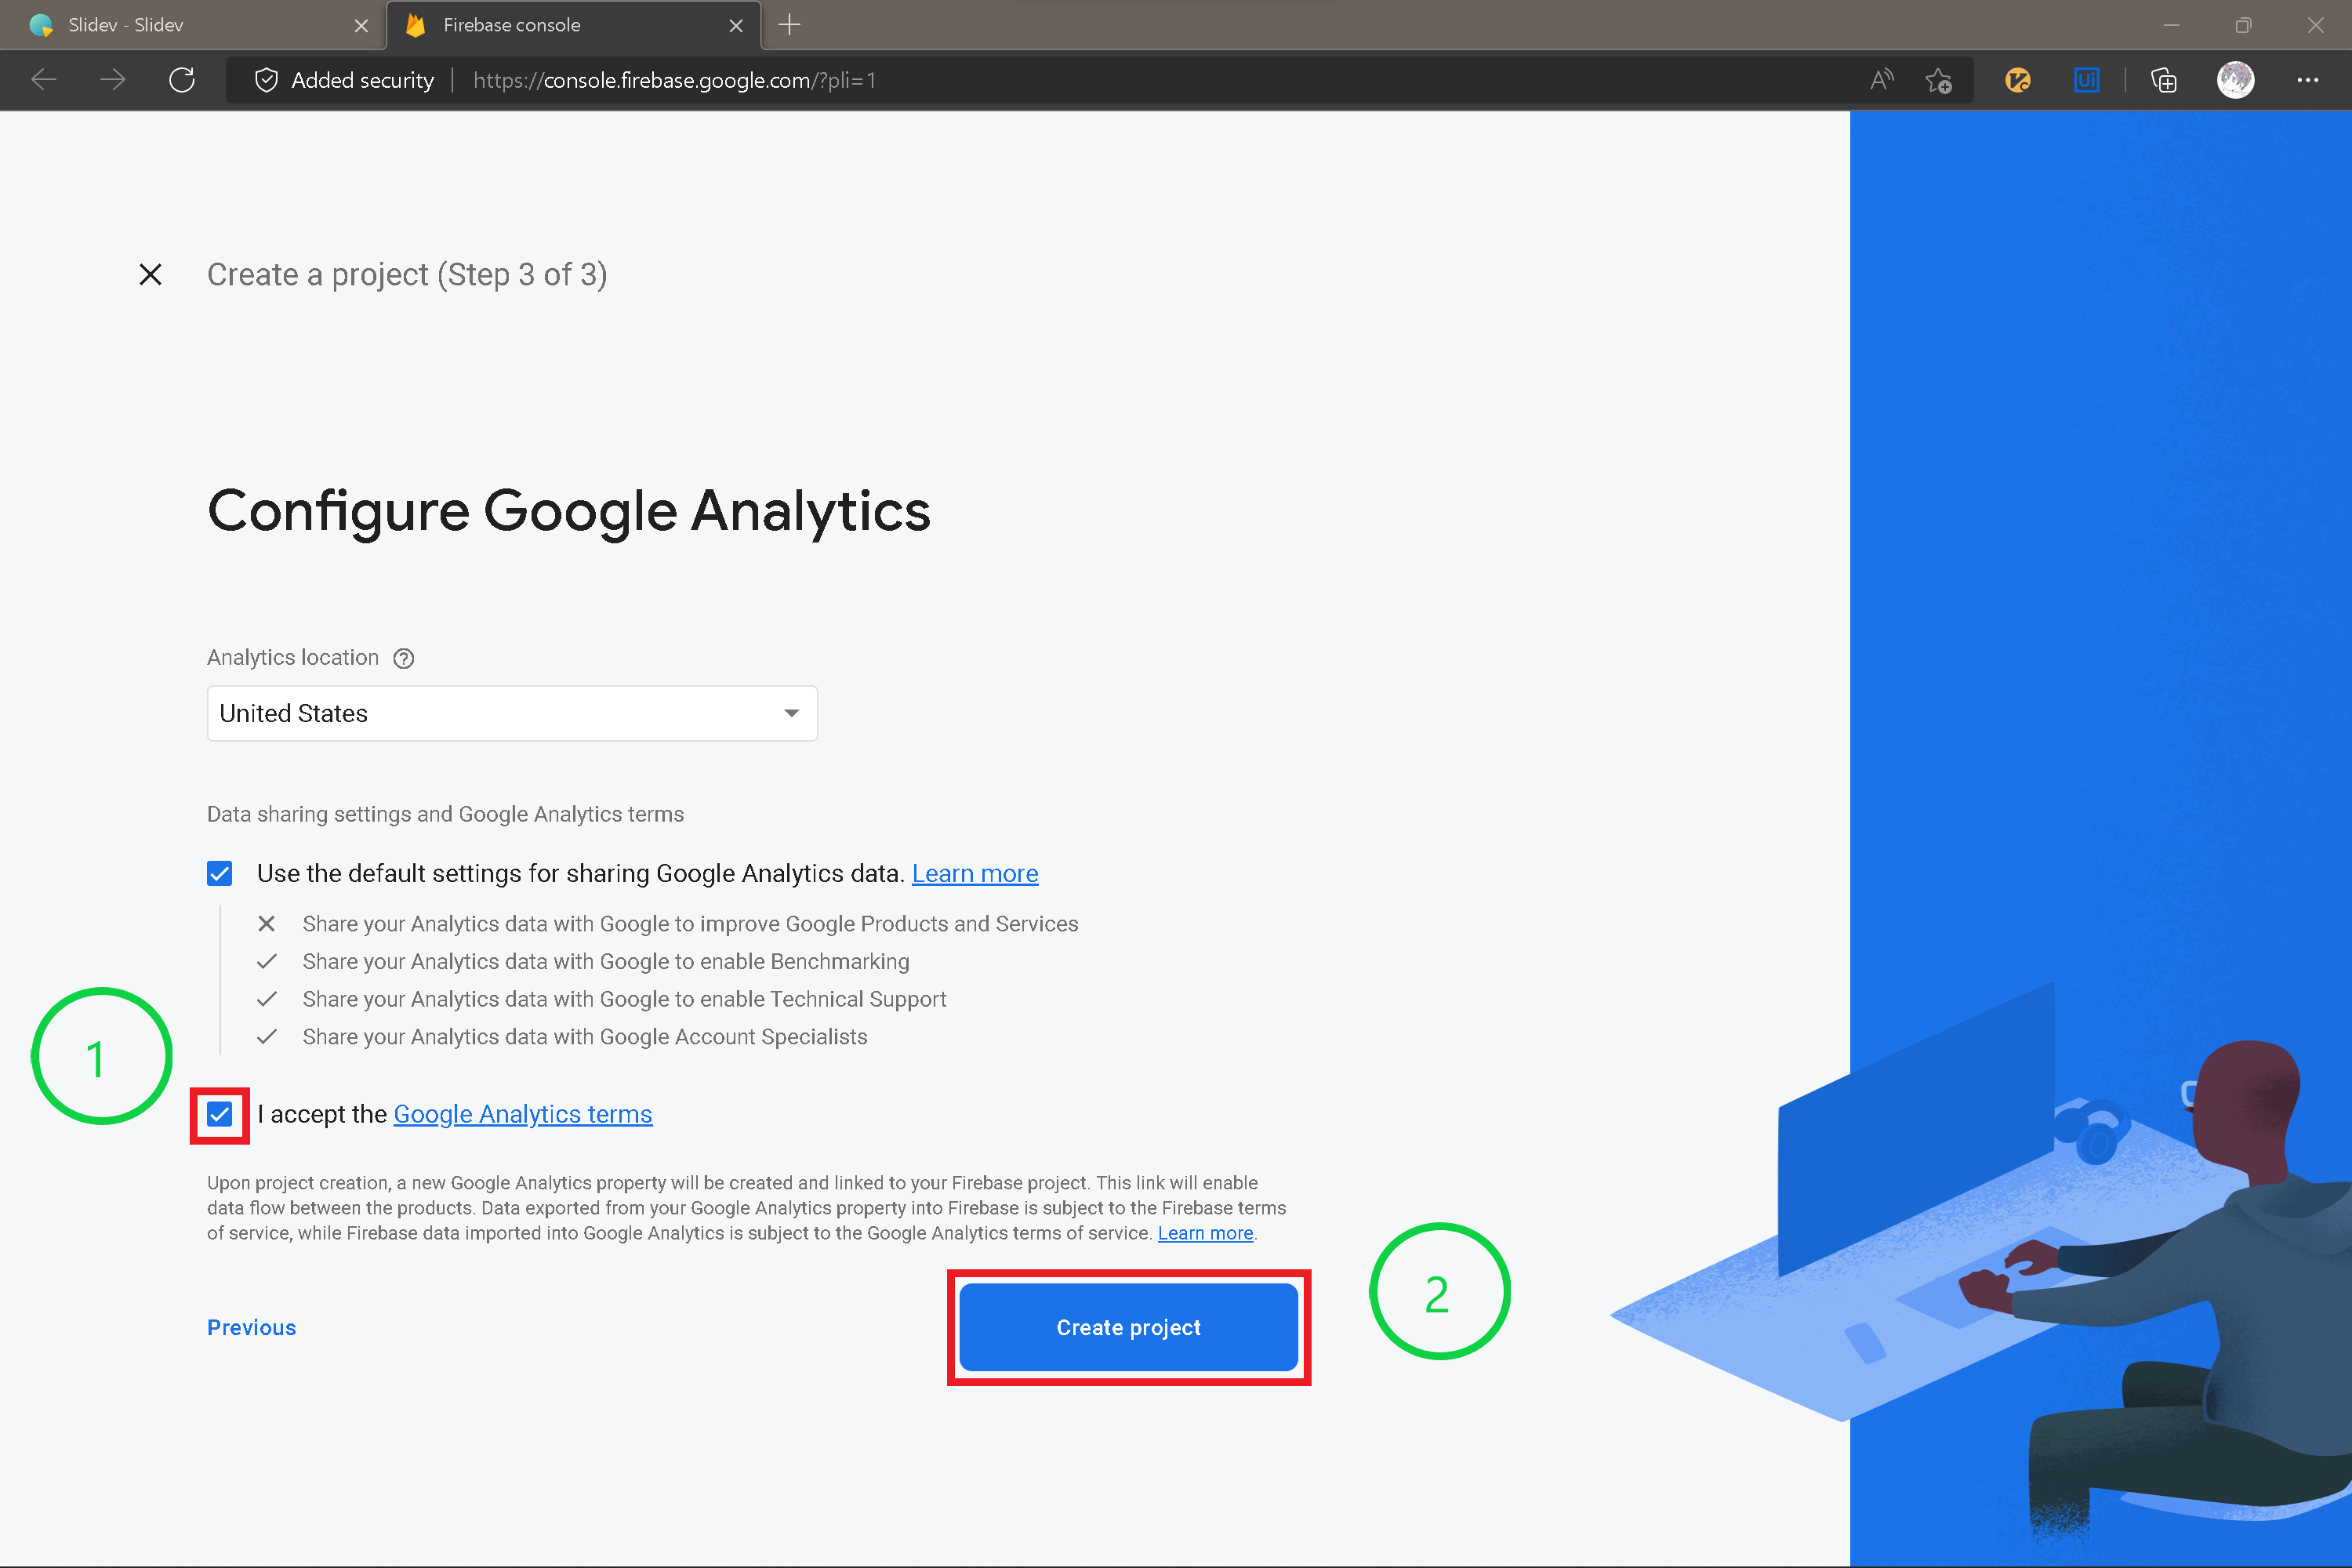 Slidev - Slidev
Firebase console
Added security
https://console.firebase.google.com/?pli=1
Create a project (Step 3 of 3)
Configure Google Analytics
Analytics location
United States
Data sharing settings and Google Analytics terms
Use the default settings for sharing Google Analytics data. Learn more
Share your Analytics data with Google to improve Google Products and Services
Share your Analytics data with Google to enable Benchmarking
Share your Analytics data with Google to enable Technical Support
Share your Analytics data with Google Account Specialists
1
I accept the Google Analytics terms
Upon project creation, a new Google Analytics property will be created and linked to your Firebase project. This link will enable
data flow between the products. Data exported from your Google Analytics property into Firebase is subject to the Firebase terms
of service, while Firebase data imported into Google Analytics is subject to the Google Analytics terms of service. Learn more.
Previous
Create project
2